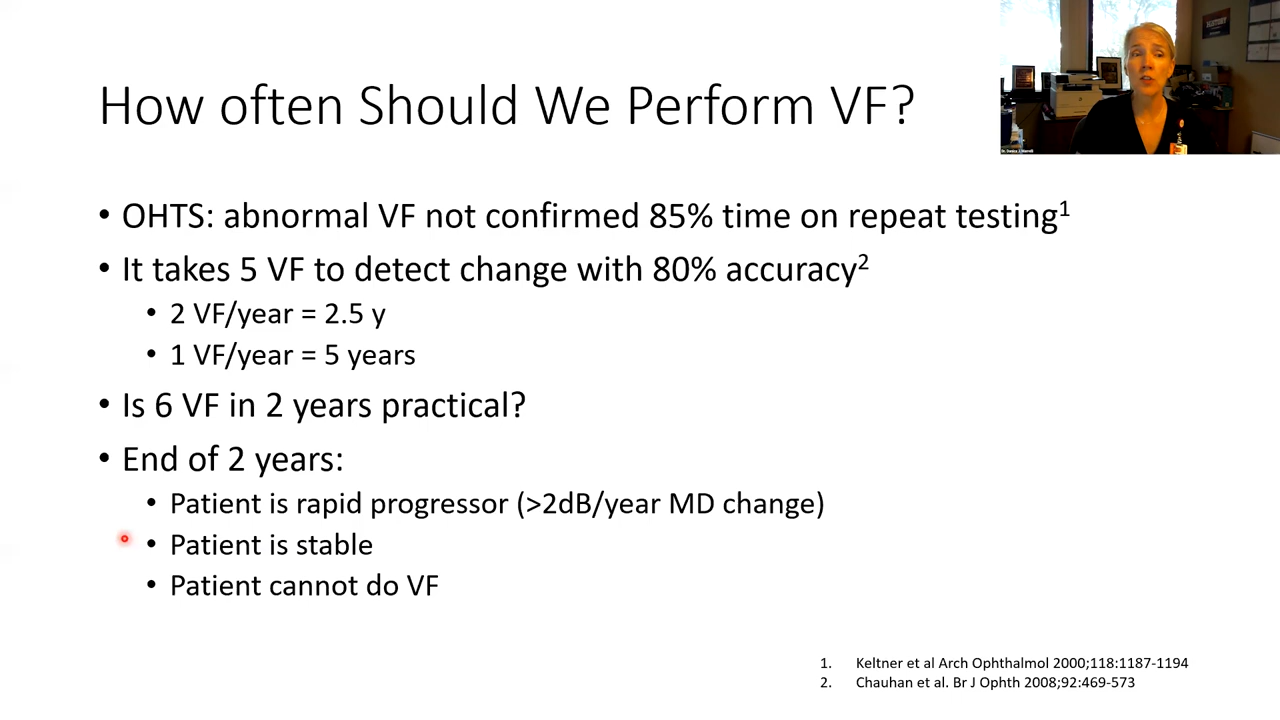 How often Should We Perform VF?
• OHTS: abnormal VF not confirmed 85% time on repeat testing1
• It takes 5 VF to detect change with 80% accuracy2
• 2 VF/year = 2.5 y
• 1 VF/year = 5 years
• Is 6 VF in 2 years practical?
• End of 2 years:
• Patient is rapid progressor (>2dB/year MD change)
• Patient is stable
• Patient cannot do VF
1. Keltner et al Arch Ophthalmol 2000;118:1187-1194
2. Chauhan et al. Br J Ophth 2008;92:469-573